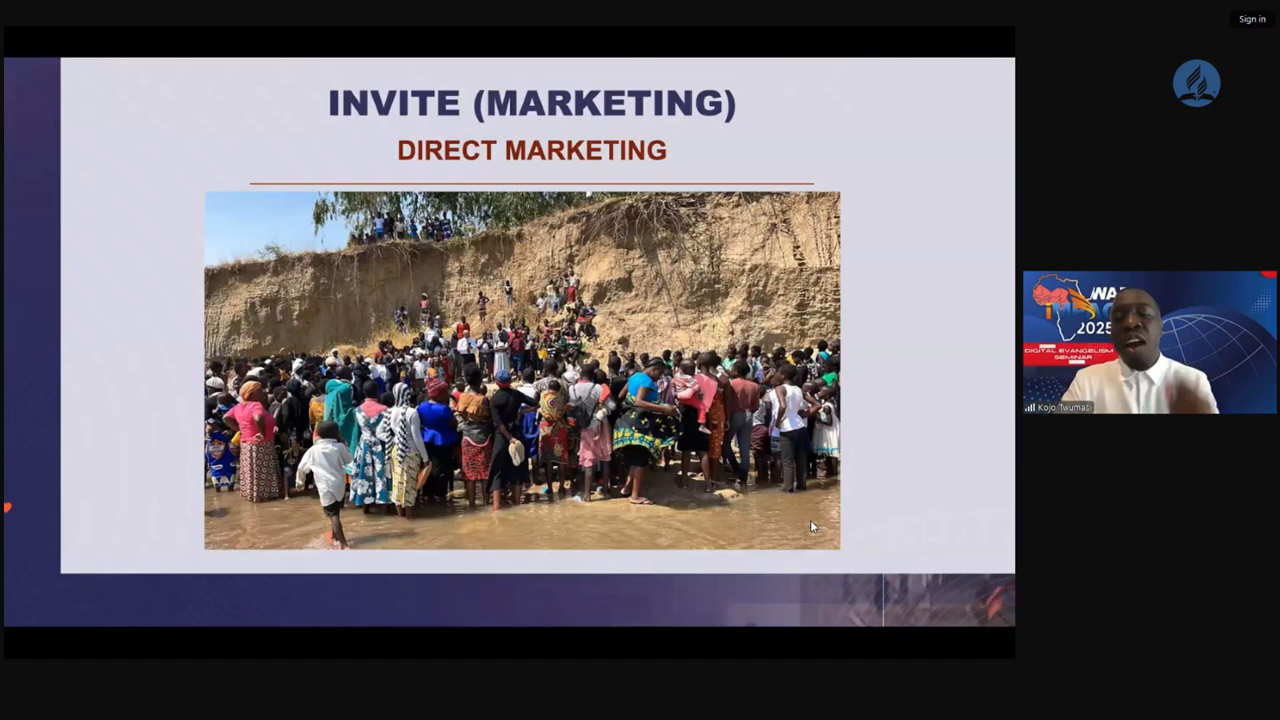 Sign in
INVITE (MARKETING)
DIRECT MARKETING
2025
DIGITAL EVANGELISM
SEMINAR
Kojo Twumasi